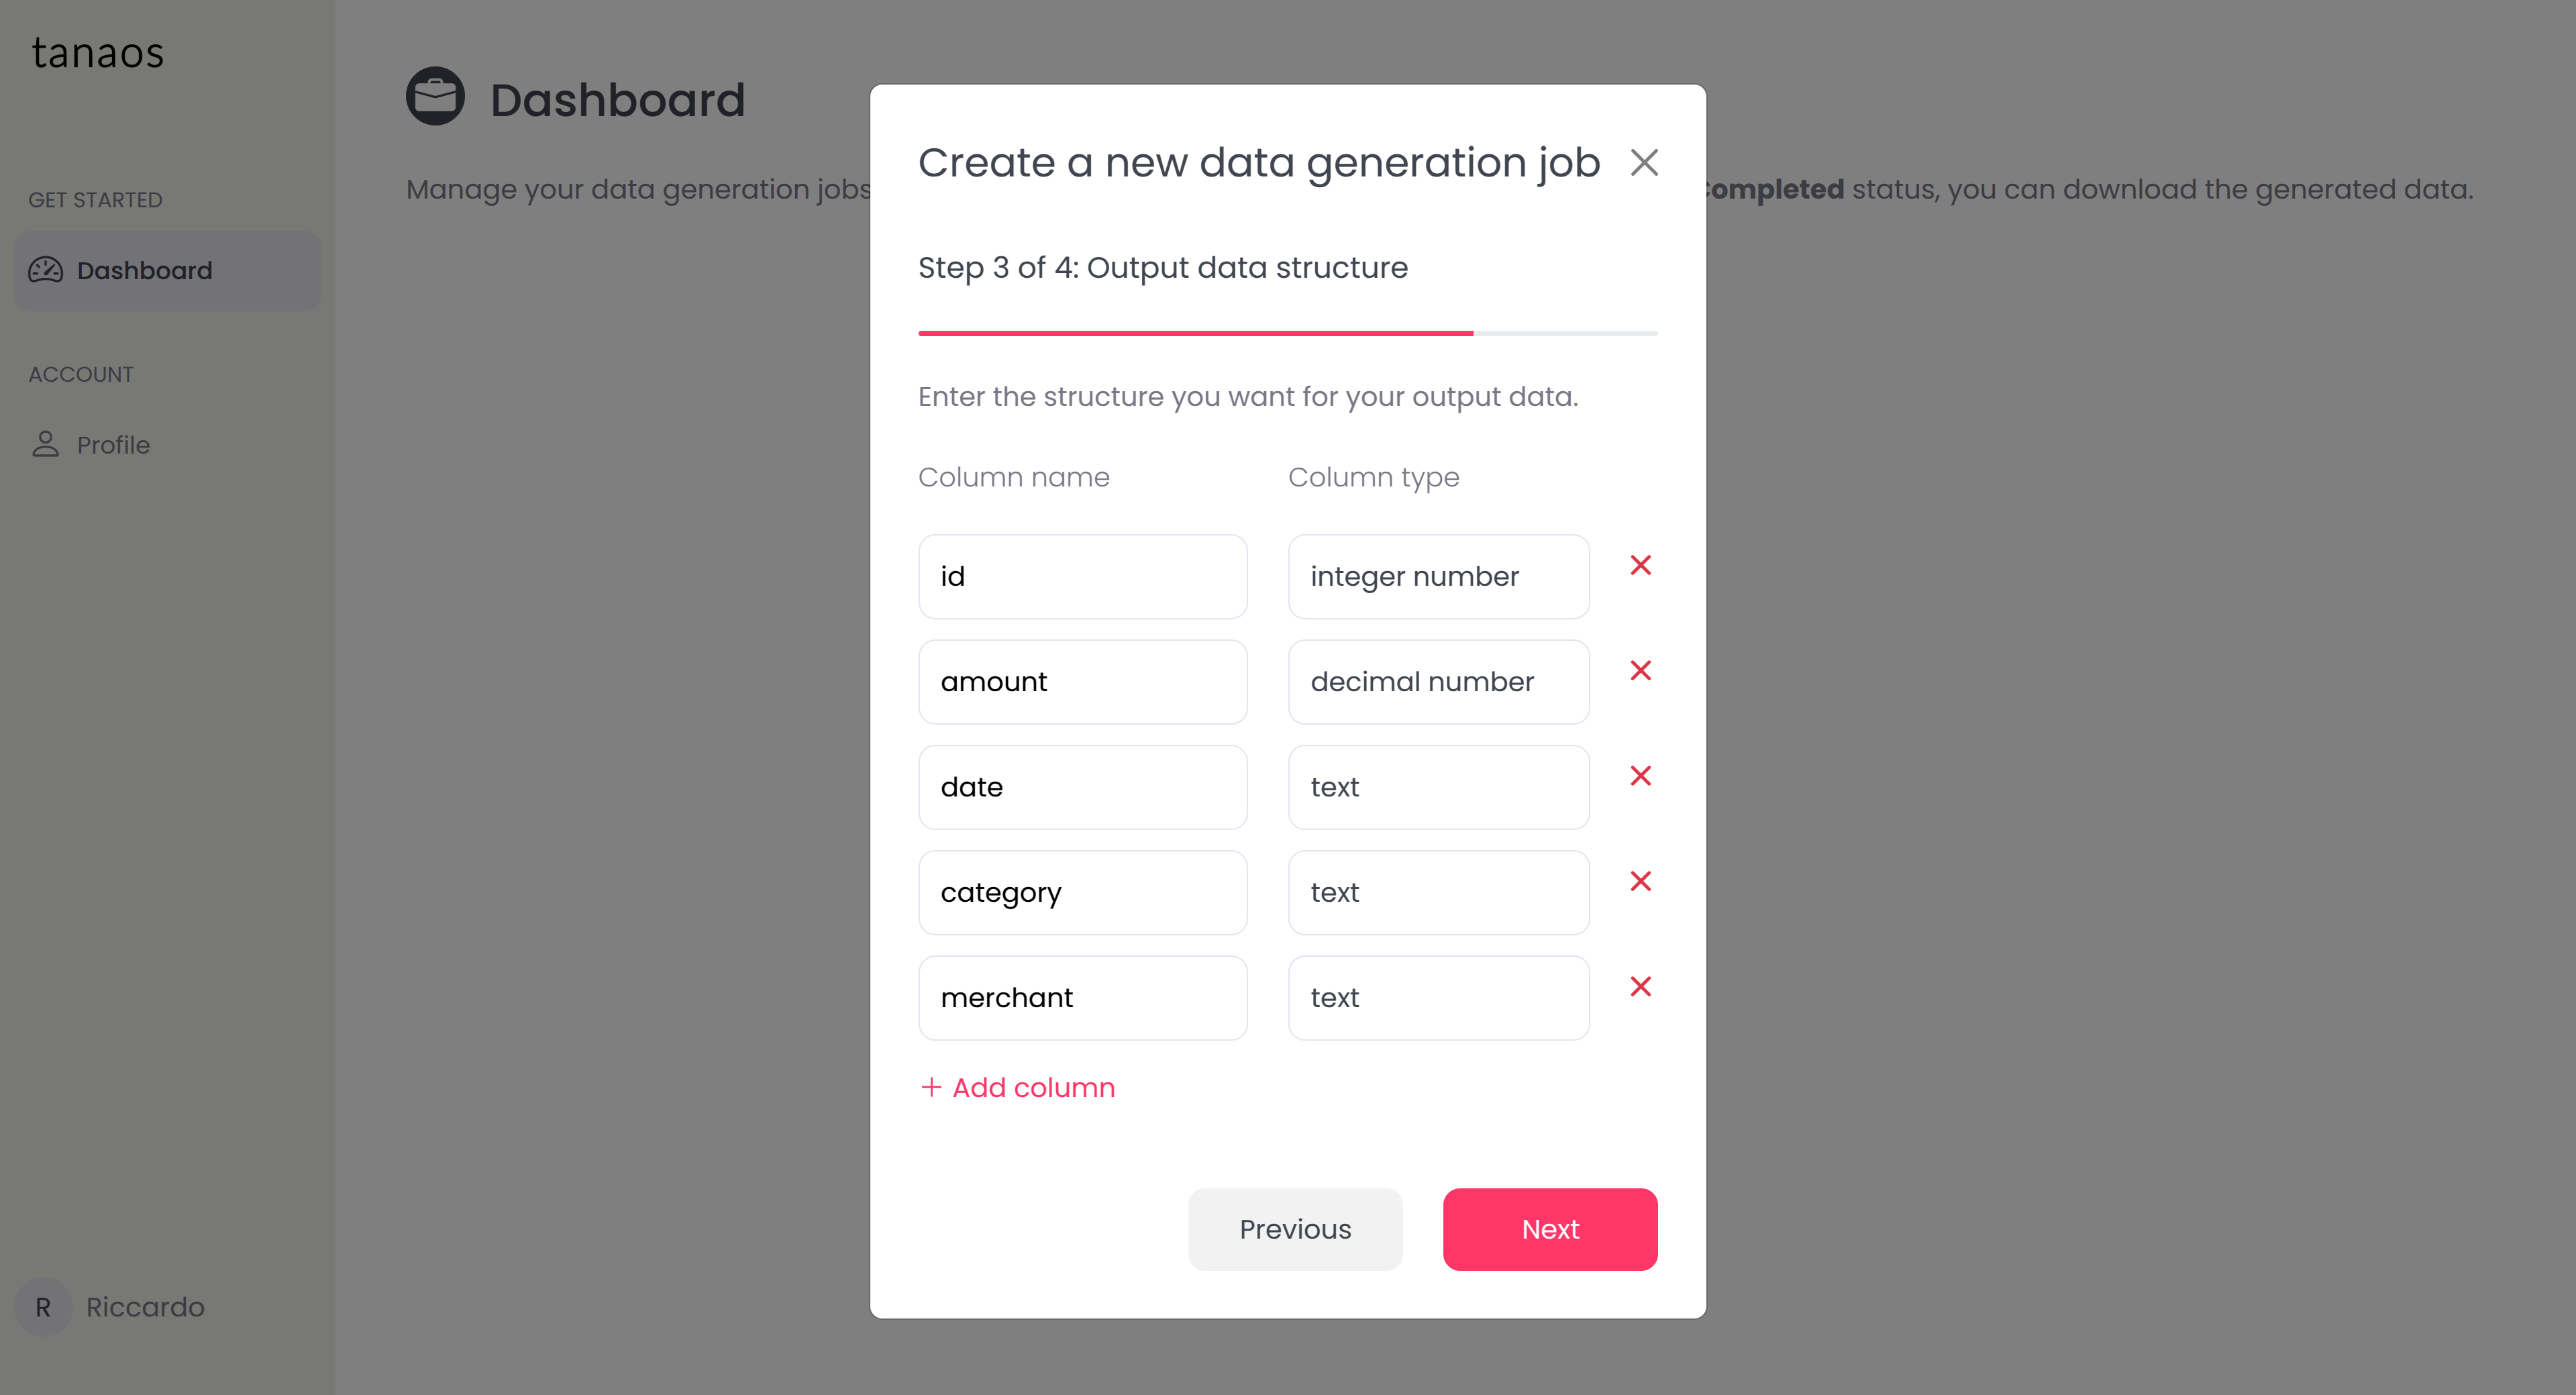 tanaos
GET STARTED
Dashboard
ACCOUNT
Profile
R Riccardo
Dashboard
Manage your data generation jobs
Completed status, you can download the generated data.
Create a new data generation job
Step 3 of 4: Output data structure
Enter the structure you want for your output data.
Column name Column type
id integer number
amount decimal number
date text
category text
merchant text
+ Add column
Previous Next